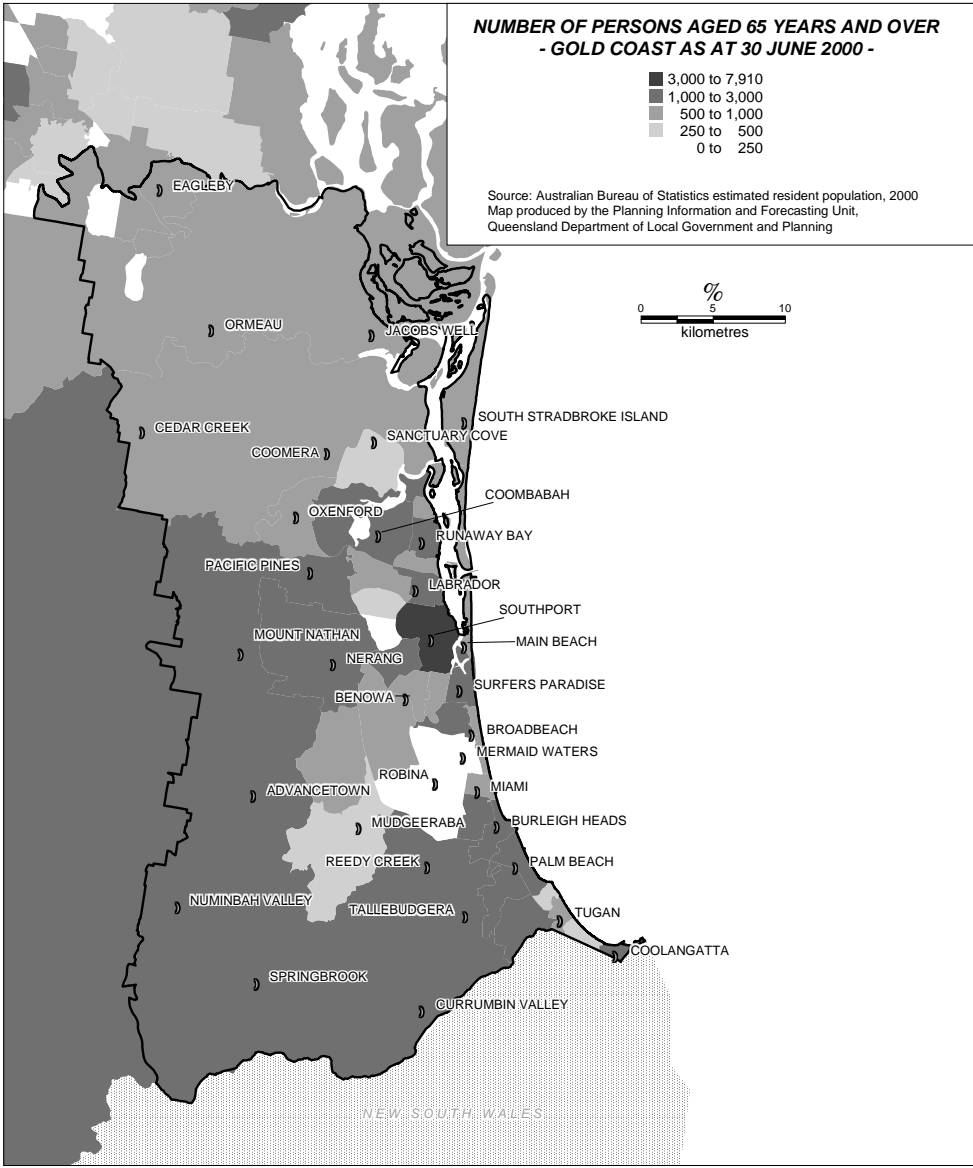 NUMBER OF PERSONS AGED 65 YEARS AND OVER
- GOLD COAST AS AT 30 JUNE 2000 -
3,000 to 7,910
1,000 to 3,000
500 to 1,000
250 to 500
0 to 250
Source: Australian Bureau of Statistics estimated resident population, 2000
Map produced by the Planning Information and Forecasting Unit,
Queensland Department of Local Government and Planning
EAGLEBY
%
0 5 10
kilometres
ORMEAU
JACOBS WELL
SOUTH STRADBROKE ISLAND
CEDAR CREEK
SANCTUARY COVE
COOMERA
COOMBABAH
OXENFORD
RUNAWAY BAY
PACIFIC PINES
LABRADOR
SOUTHPORT
MOUNT NATHAN
MAIN BEACH
NERANG
SURFERS PARADISE
BENOWA
BROADBEACH
MERMAID WATERS
ROBINA
ADVANCETOWN
MIAMI
MUDGEERABA
BURLEIGH HEADS
REEDY CREEK
PALM BEACH
NUMINBAH VALLEY
TALLEBUDGERA
TUGAN
COOLANGATTA
SPRINGBROOK
CURRUMBIN VALLEY
NEW SOUTH WALES